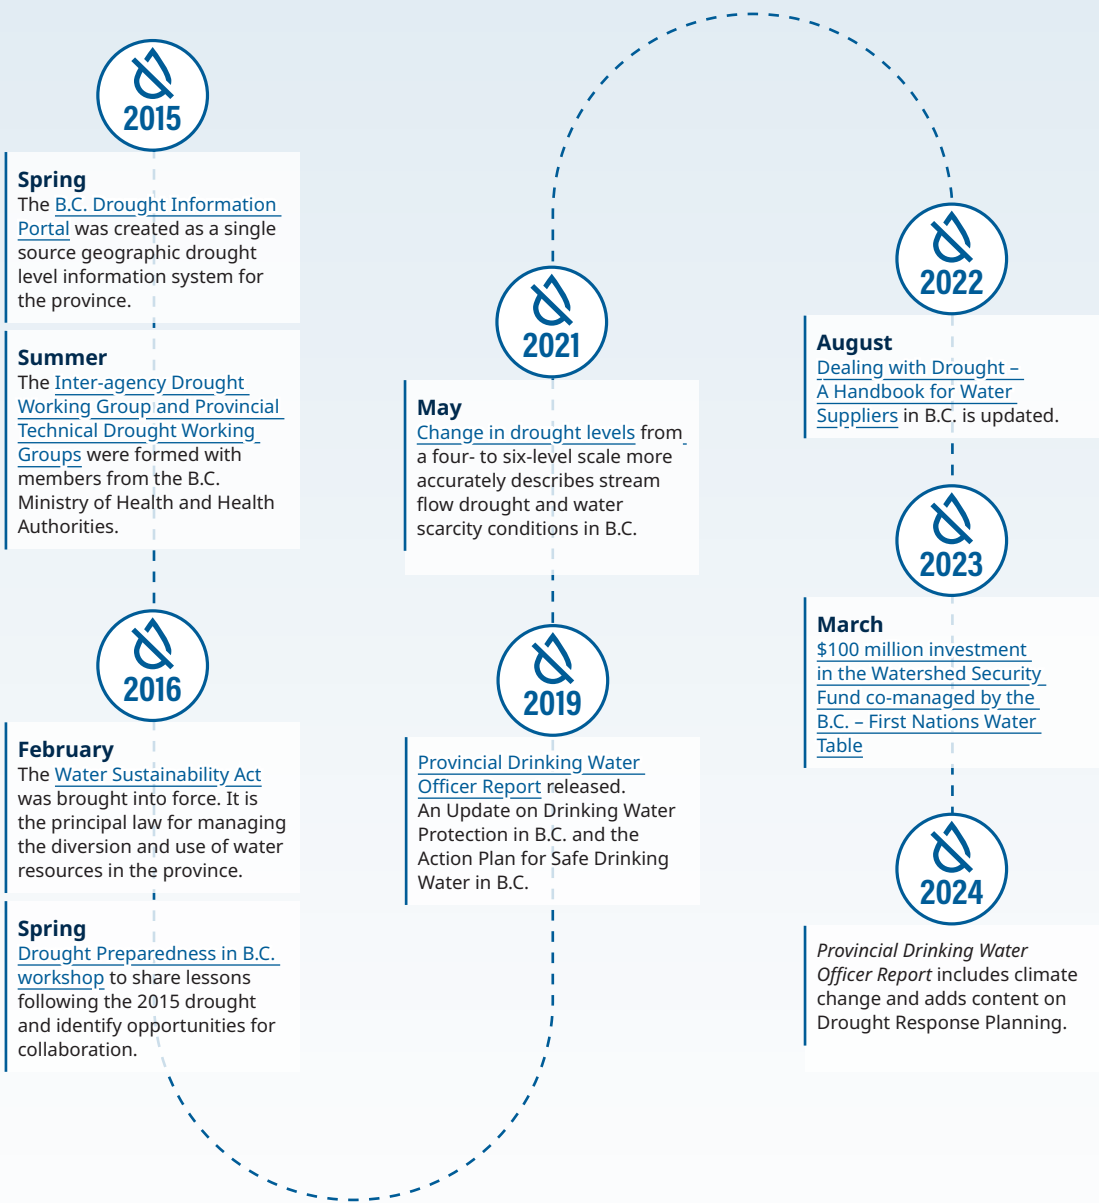 2015
Spring
The B.C. Drought Information
Portal was created as a single
source geographic drought
level information system for
the province.
Summer
The Inter-agency Drought
Working Group and Provincial
Technical Drought Working
Groups were formed with
members from the B.C.
Ministry of Health and Health
Authorities.
2016
February
The Water Sustainability Act
was brought into force. It is
the principal law for managing
the diversion and use of water
resources in the province.
Spring
Drought Preparedness in B.C.
workshop to share lessons
following the 2015 drought
and identify opportunities for
collaboration.
2019
Provincial Drinking Water
Officer Report released.
An Update on Drinking Water
Protection in B.C. and the
Action Plan for Safe Drinking
Water in B.C.
2021
May
Change in drought levels from
a four- to six-level scale more
accurately describes stream
flow drought and water
scarcity conditions in B.C.
2022
August
Dealing with Drought –
A Handbook for Water
Suppliers in B.C. is updated.
2023
March
$100 million investment
in the Watershed Security
Fund co-managed by the
B.C. – First Nations Water
Table
2024
Provincial Drinking Water
Officer Report includes climate
change and adds content on
Drought Response Planning.